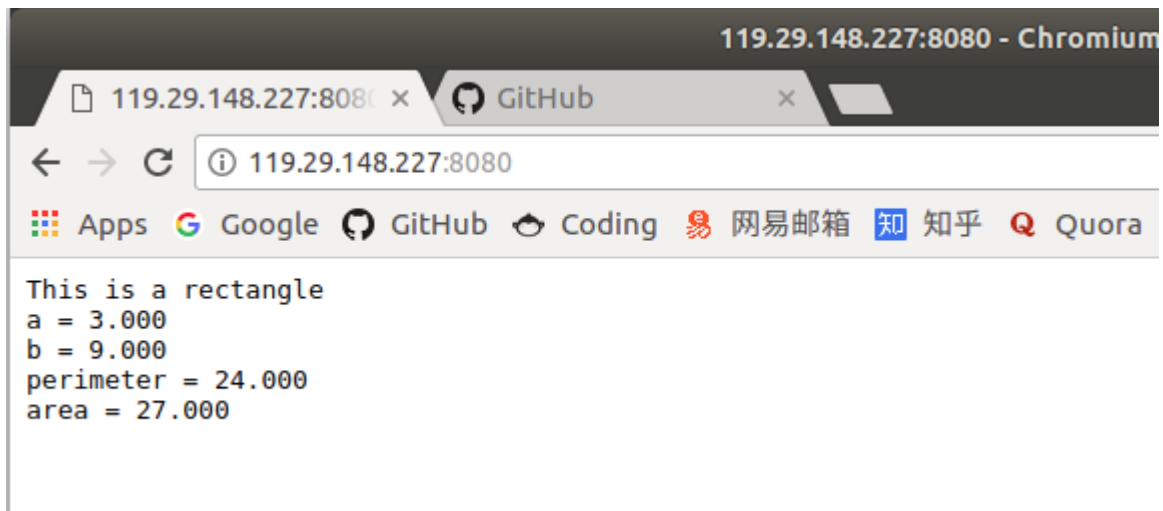 119.29.148.227:8080 - Chromium
119.29.148.227:808 GitHub
119.29.148.227:8080
Apps Google GitHub Coding 网易邮箱 知乎 Quora
This is a rectangle
a = 3.000
b = 9.000
perimeter = 24.000
area = 27.000